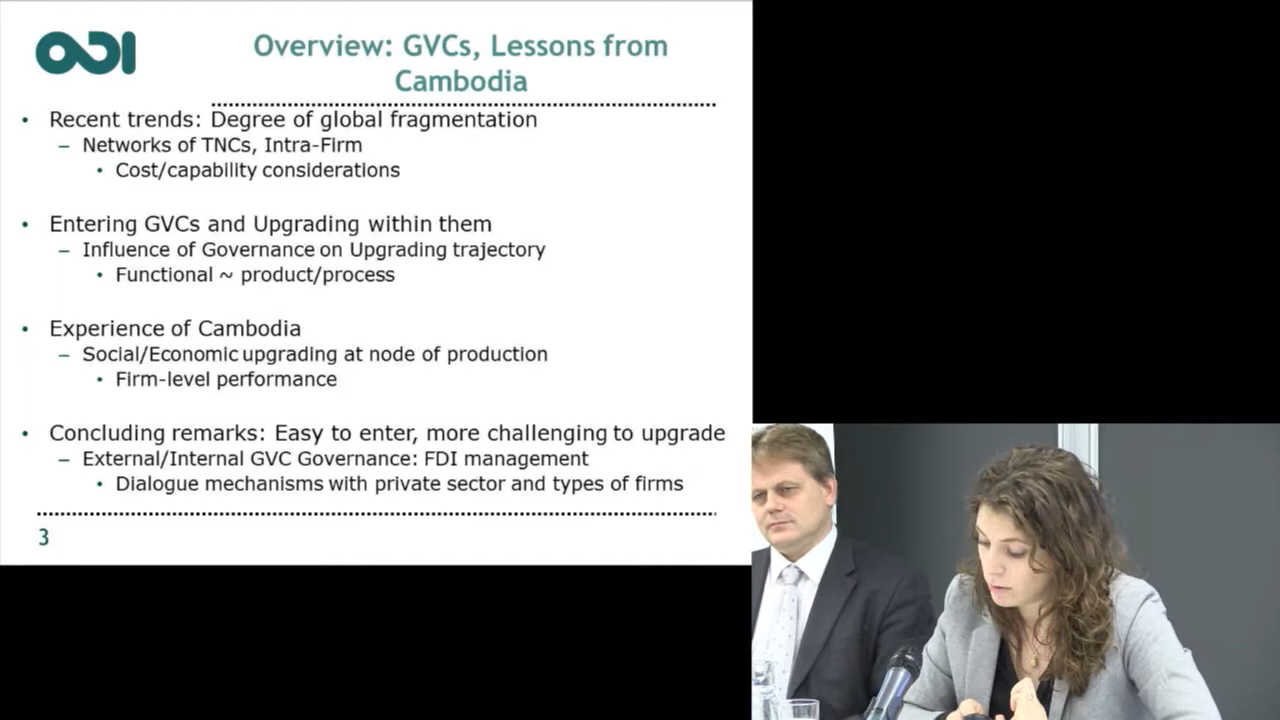 ODI
Overview: GVCs, Lessons from
Cambodia
• Recent trends: Degree of global fragmentation
– Networks of TNCs, Intra-Firm
• Cost/capability considerations
• Entering GVCs and Upgrading within them
– Influence of Governance on Upgrading trajectory
• Functional ~ product/process
• Experience of Cambodia
– Social/Economic upgrading at node of production
• Firm-level performance
• Concluding remarks: Easy to enter, more challenging to upgrade
– External/Internal GVC Governance: FDI management
• Dialogue mechanisms with private sector and types of firms
3